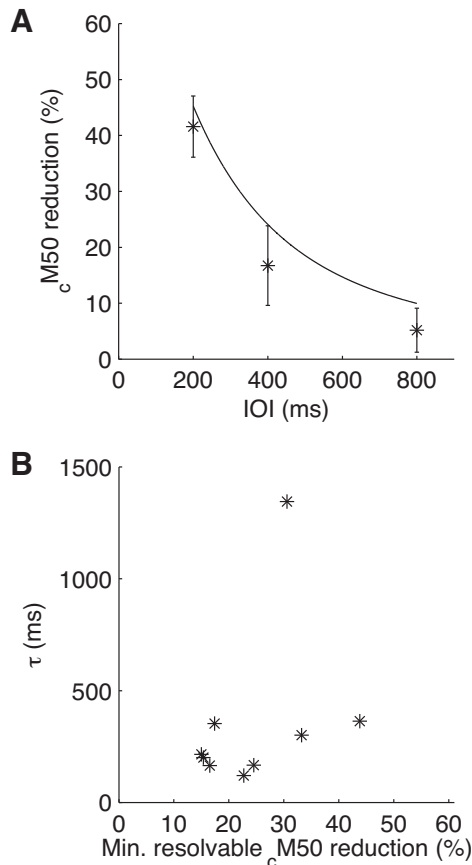 A
60
50
40
30
20
10
0
cM50 reduction (%)
0 200 400 600 800
IOI (ms)
B
1500
1000
500
0
τ (ms)
0 10 20 30 40 50 60
Min. resolvable cM50 reduction (%)